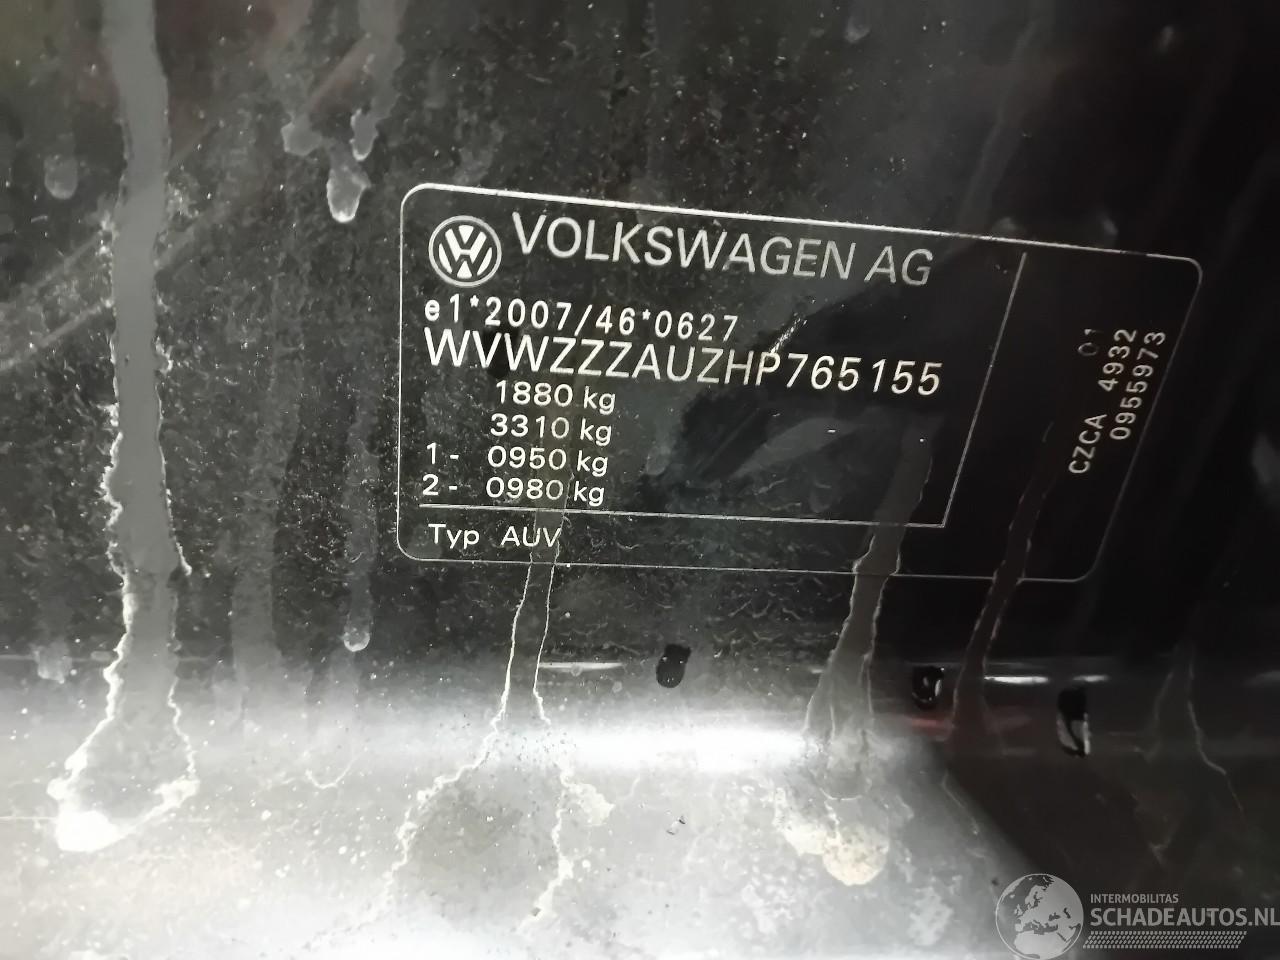 VOLKSWAGEN AG
e1*2007/46*0627
WVWZZZAUZHP765155
1880 kg
3310 kg
1- 0950 kg
2- 0980 kg
Typ AUV
01
CZCA 4932
0955973
INTERMOBILITAS
SCHADEAUTOS.NL